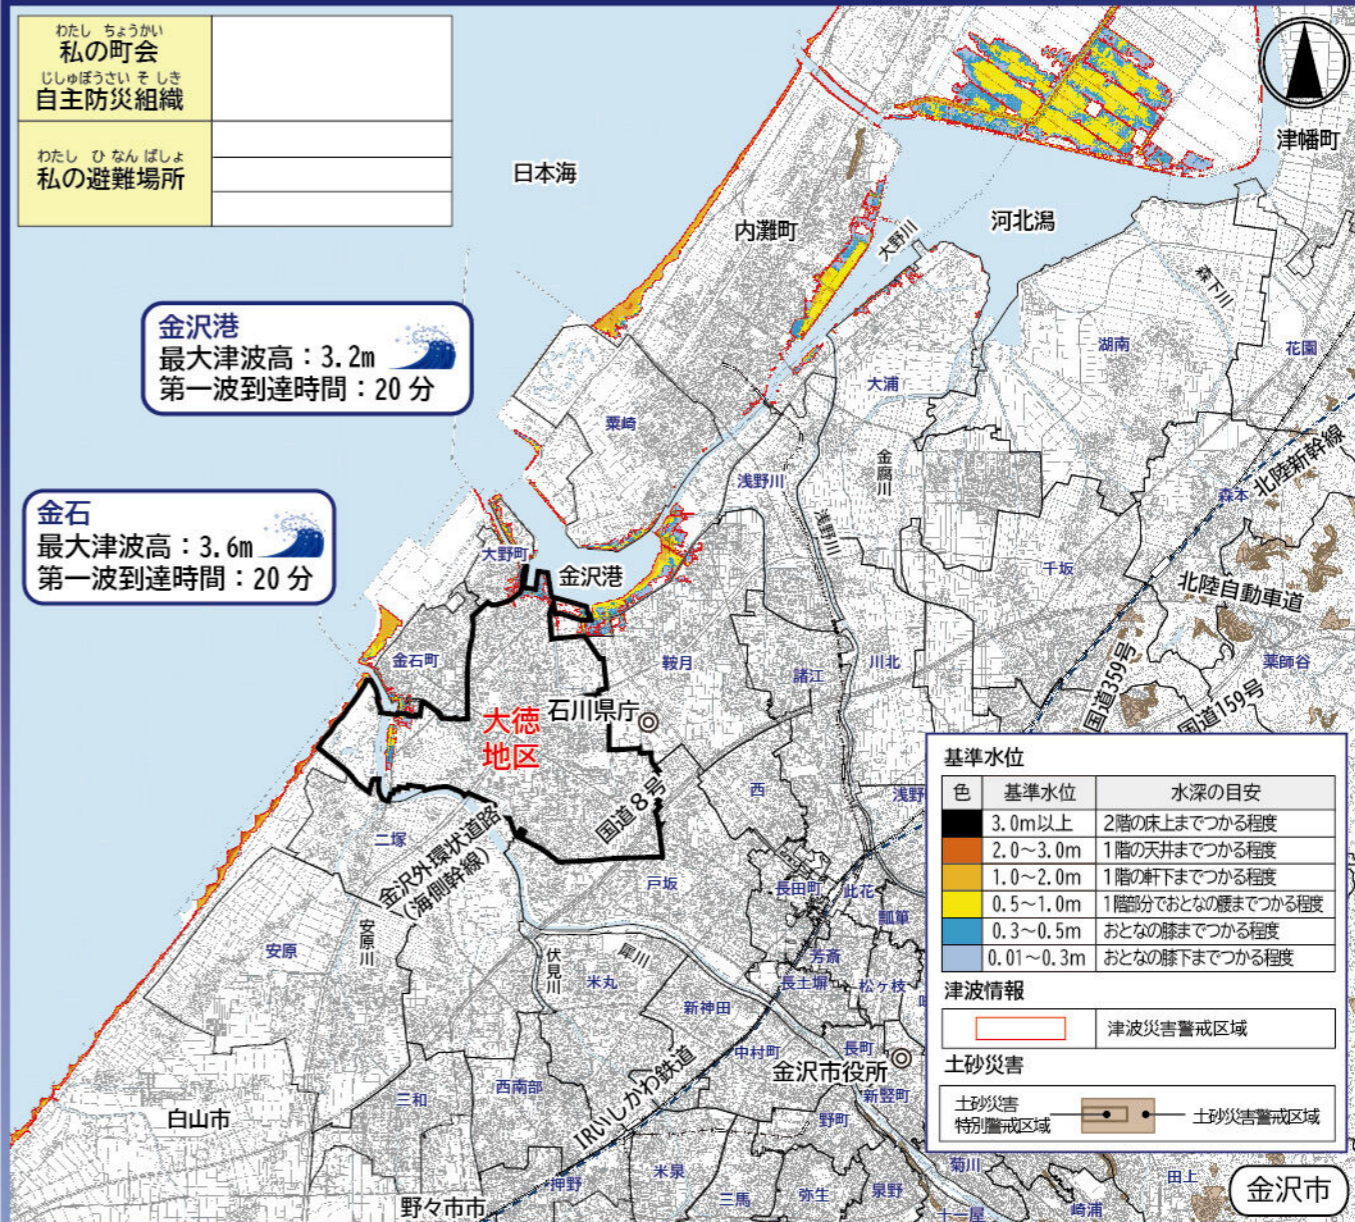 わたし ちょうかい
私の町会
じしゅぼうさい そしき
自主防災組織
わたし ひなんばしょ
私の避難場所
日本海
内灘町
大野川
河北潟
津幡町
森下川
湖南
花園
金沢港
最大津波高：3.2m
第一波到達時間：20分
大浦
粟崎
金腐川
浅野川
浅野川
北陸新幹線
森本
金石
最大津波高：3.6m
第一波到達時間：20分
大野町
金沢港
千坂
北陸自動車道
金石町
鞍月
諸江
川北
国道359号
国道159号
薬師谷
大徳
地区
石川県庁
国道8号
西
浅野
二塚
金沢外環状道路
（海側幹線）
戸坂
長田町
此花
瓢箪
安原
安原川
伏見川
犀川
米丸
芳斎
長土塀
松ヶ枝
新神田
中村町
長町
金沢市役所
新竪町
三和
西南部
IRいしかわ鉄道
野町
白山市
米泉
押野
三馬
弥生
泉野
菊川
十一屋
崎浦
田上
野々市市
基準水位
色 基準水位 水深の目安
3.0m以上 2階の床上までつかる程度
2.0～3.0m 1階の天井までつかる程度
1.0～2.0m 1階の軒下までつかる程度
0.5～1.0m 1階部分でおとなの腰までつかる程度
0.3～0.5m おとなの膝までつかる程度
0.01～0.3m おとなの膝下までつかる程度
津波情報
津波災害警戒区域
土砂災害
土砂災害
特別警戒区域
土砂災害警戒区域
金沢市